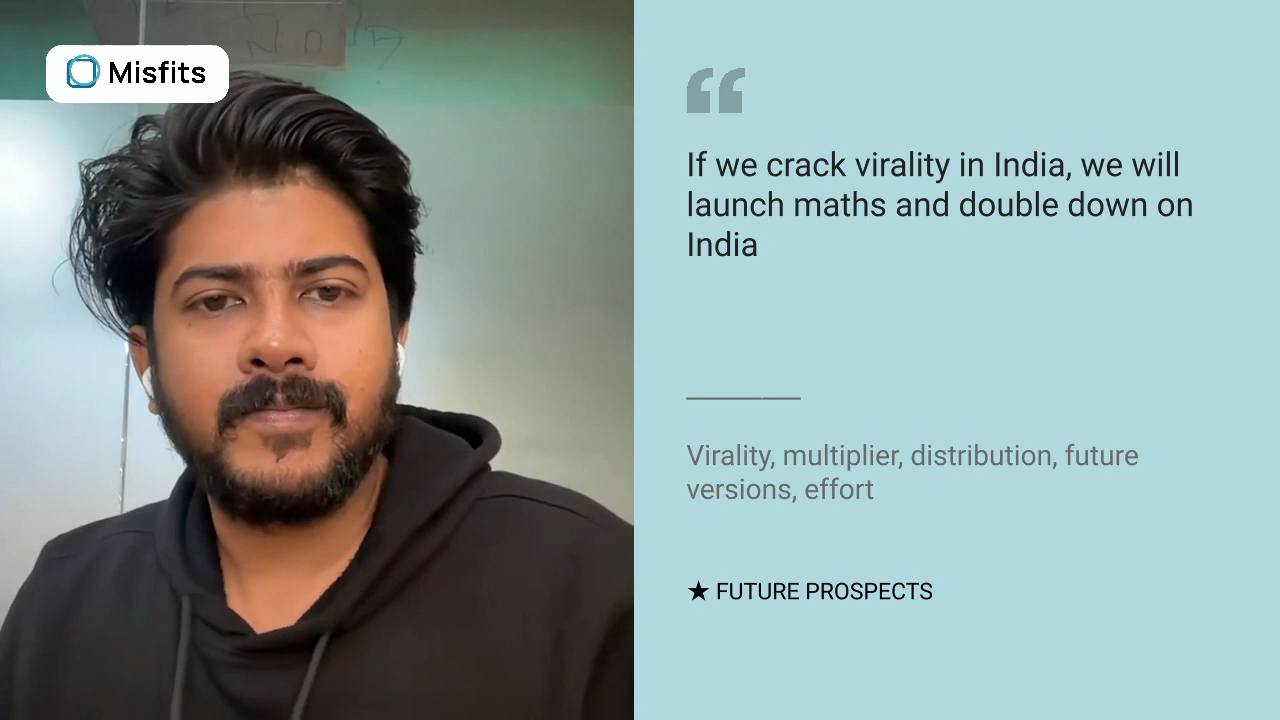 Misfits
If we crack virality in India, we will
launch maths and double down on
India
Virality, multiplier, distribution, future
versions, effort
★ FUTURE PROSPECTS